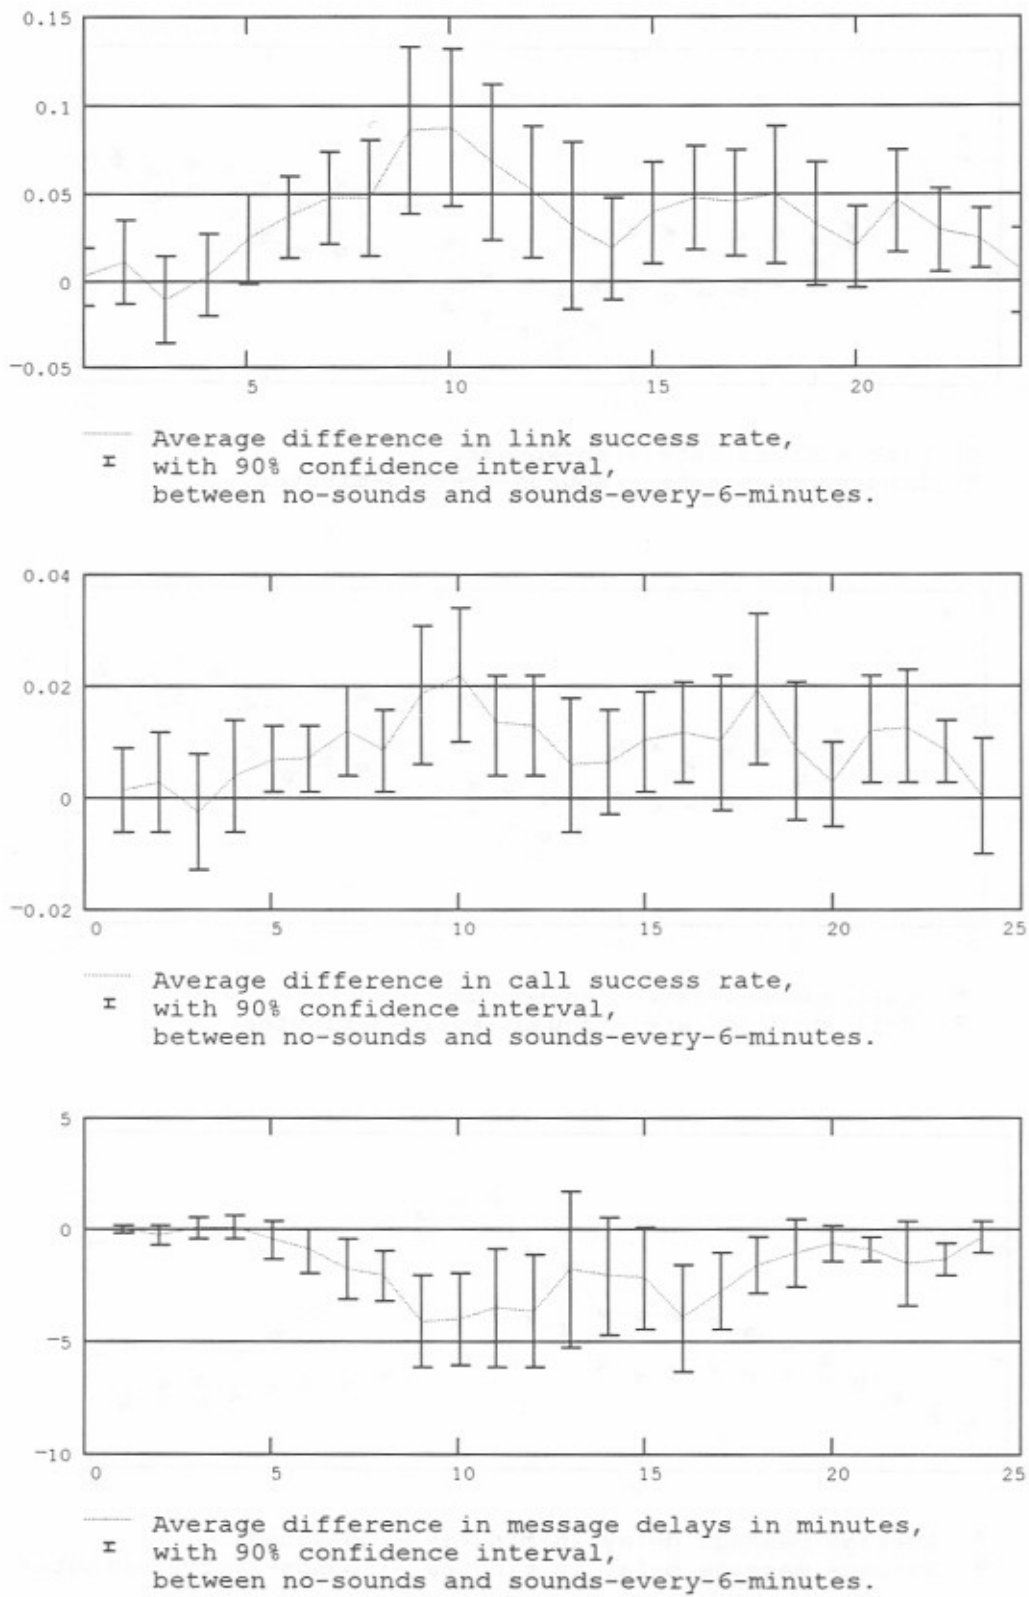 0.15
0.1
0.05
0
-0.05
5 10 15 20
Average difference in link success rate,
with 90% confidence interval,
between no-sounds and sounds-every-6-minutes.
0.04
0.02
0
-0.02
0 5 10 15 20 25
Average difference in call success rate,
with 90% confidence interval,
between no-sounds and sounds-every-6-minutes.
5
0
-5
-10
0 5 10 15 20 25
Average difference in message delays in minutes,
with 90% confidence interval,
between no-sounds and sounds-every-6-minutes.